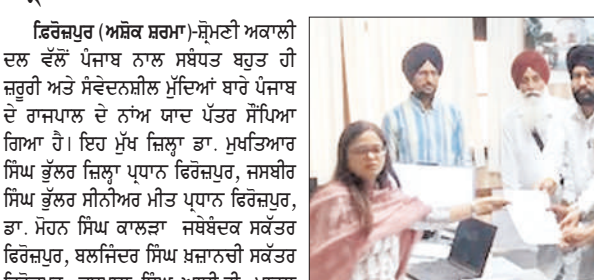 ਫ਼ਿਰੋਜ਼ਪੁਰ (ਅਸ਼ੋਕ ਸ਼ਰਮਾ)-ਸ਼੍ਰੋਮਣੀ ਅਕਾਲੀ
ਦਲ ਵੱਲੋਂ ਪੰਜਾਬ ਨਾਲ ਸਬੰਧਤ ਬਹੁਤ ਹੀ
ਜ਼ਰੂਰੀ ਅਤੇ ਸੰਵੇਦਨਸ਼ੀਲ ਮੁੱਦਿਆਂ ਬਾਰੇ ਪੰਜਾਬ
ਦੇ ਰਾਜਪਾਲ ਦੇ ਨਾਂਅ ਯਾਦ ਪੱਤਰ ਸੌਂਪਿਆ
ਗਿਆ ਹੈ। ਇਹ ਮੁੱਖ ਜ਼ਿਲ੍ਹਾ ਡਾ. ਮੁਖਤਿਆਰ
ਸਿੰਘ ਭੁੱਲਰ ਜ਼ਿਲ੍ਹਾ ਪ੍ਰਧਾਨ ਫਿਰੋਜ਼ਪੁਰ, ਜਸਬੀਰ
ਸਿੰਘ ਭੁੱਲਰ ਸੀਨੀਅਰ ਮੀਤ ਪ੍ਰਧਾਨ ਫਿਰੋਜ਼ਪੁਰ,
ਡਾ. ਮੋਹਨ ਸਿੰਘ ਕਾਲੜਾ ਜਥੇਬੰਦਕ ਸਕੱਤਰ
ਫਿਰੋਜ਼ਪੁਰ, ਬਲਜਿੰਦਰ ਸਿੰਘ ਖ਼ਜ਼ਾਨਚੀ ਸਕੱਤਰ